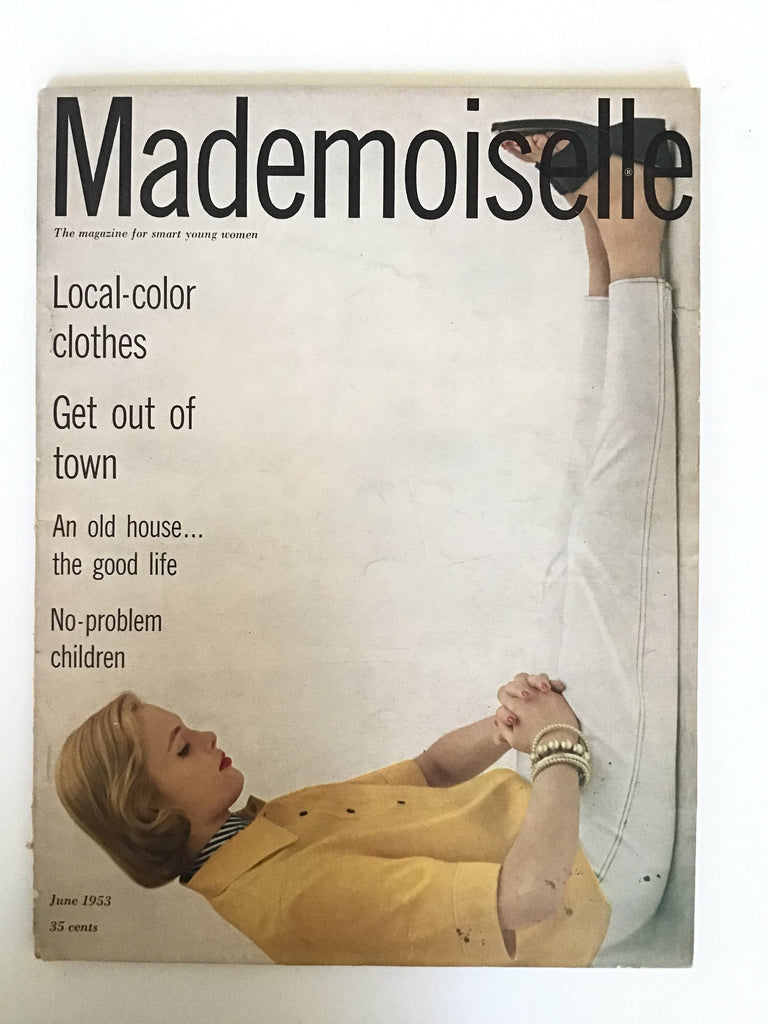 Mademoiselle
®
The magazine for smart young women
Local-color
clothes
Get out of
town
An old house...
the good life
No-problem
children
June 1953
35 cents